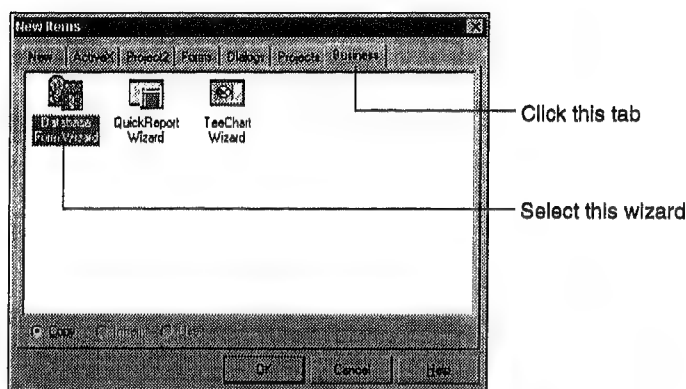 New Items
New ActiveX Project2 Forms Dialogs Projects Business
Click this tab
Database QuickReport TeeChart
Form Wizard Wizard Wizard
Select this wizard
Copy Inherit Use
OK Cancel Help